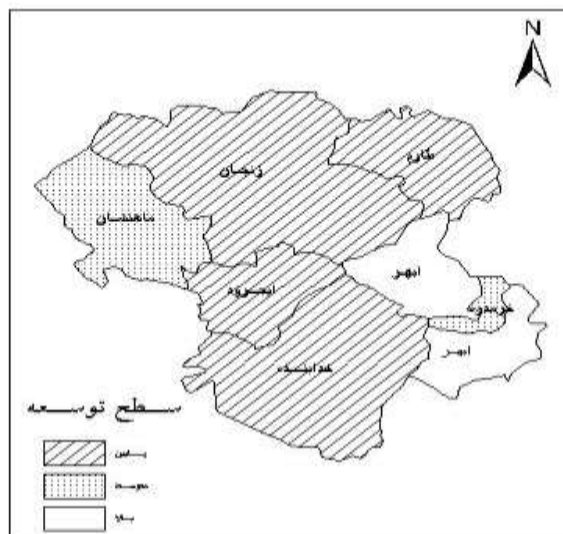 N
طارم
زنجان
ماهنشان
ابهر
ایجرود
خرمدره
ابهر
خدابنده
سطح توسعه